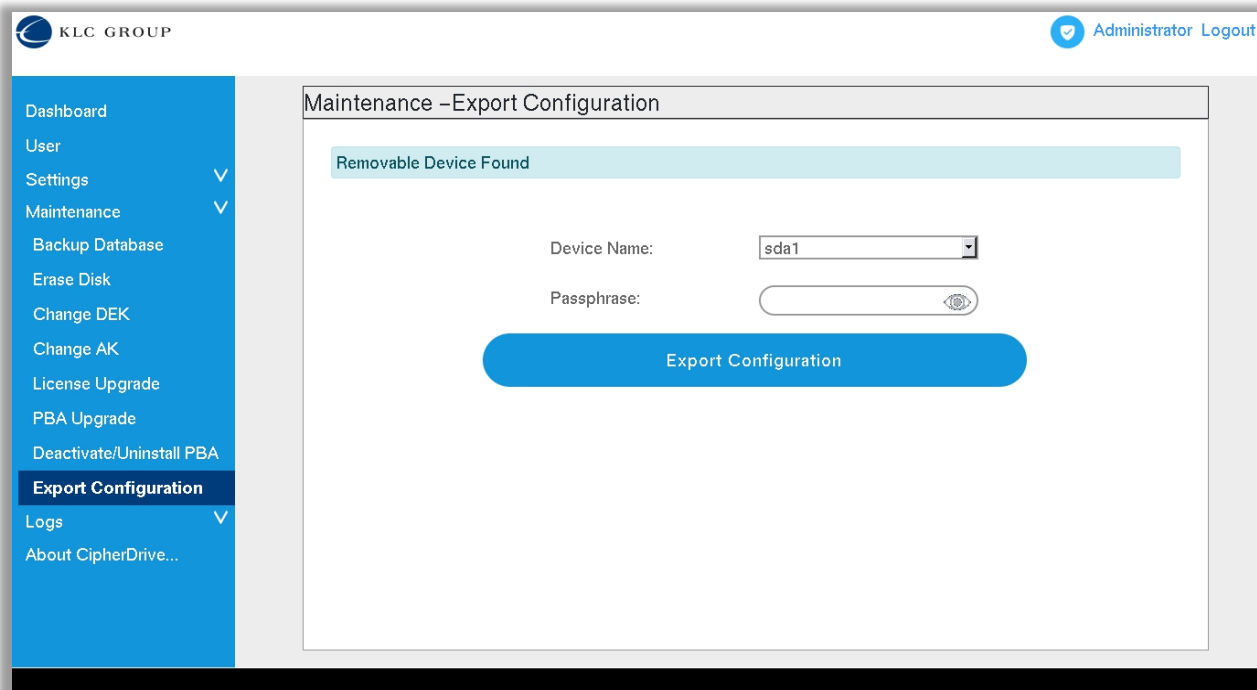 KLC GROUP
Administrator Logout
Dashboard
User
Settings
Maintenance
Backup Database
Erase Disk
Change DEK
Change AK
License Upgrade
PBA Upgrade
Deactivate/Uninstall PBA
Export Configuration
Logs
About CipherDrive...
Maintenance –Export Configuration
Removable Device Found
Device Name:
sda1
Passphrase:
Export Configuration